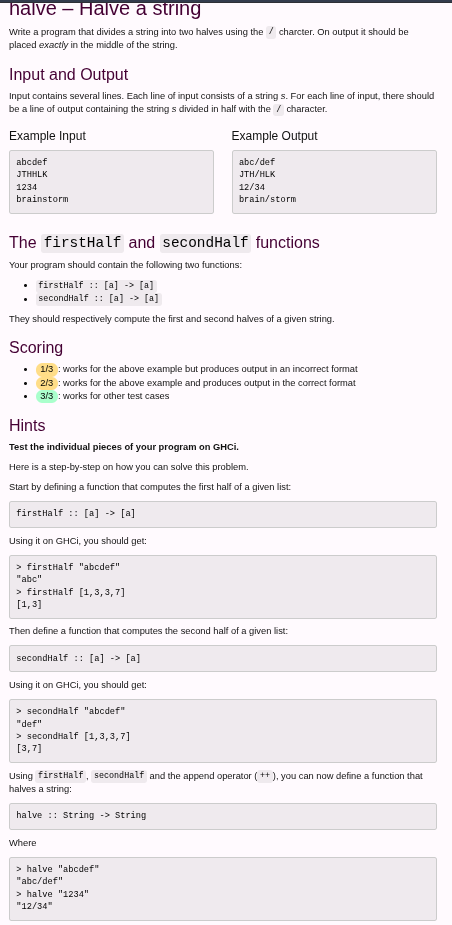 halve – Halve a string
Write a program that divides a string into two halves using the / charcter. On output it should be
placed exactly in the middle of the string.
Input and Output
Input contains several lines. Each line of input consists of a string s. For each line of input, there should
be a line of output containing the string s divided in half with the / character.
Example Input
abcdef
JTHHLK
1234
brainstorm
Example Output
abc/def
JTH/HLK
12/34
brain/storm
The firstHalf and secondHalf functions
Your program should contain the following two functions:
• firstHalf :: [a] -> [a]
• secondHalf :: [a] -> [a]
They should respectively compute the first and second halves of a given string.
Scoring
• 1/3 : works for the above example but produces output in an incorrect format
• 2/3 : works for the above example and produces output in the correct format
• 3/3 : works for other test cases
Hints
Test the individual pieces of your program on GHCi.
Here is a step-by-step on how you can solve this problem.
Start by defining a function that computes the first half of a given list:
firstHalf :: [a] -> [a]
Using it on GHCi, you should get:
> firstHalf "abcdef"
"abc"
> firstHalf [1,3,3,7]
[1,3]
Then define a function that computes the second half of a given list:
secondHalf :: [a] -> [a]
Using it on GHCi, you should get:
> secondHalf "abcdef"
"def"
> secondHalf [1,3,3,7]
[3,7]
Using firstHalf, secondHalf and the append operator ( ++ ), you can now define a function that
halves a string:
halve :: String -> String
Where
> halve "abcdef"
"abc/def"
> halve "1234"
"12/34"